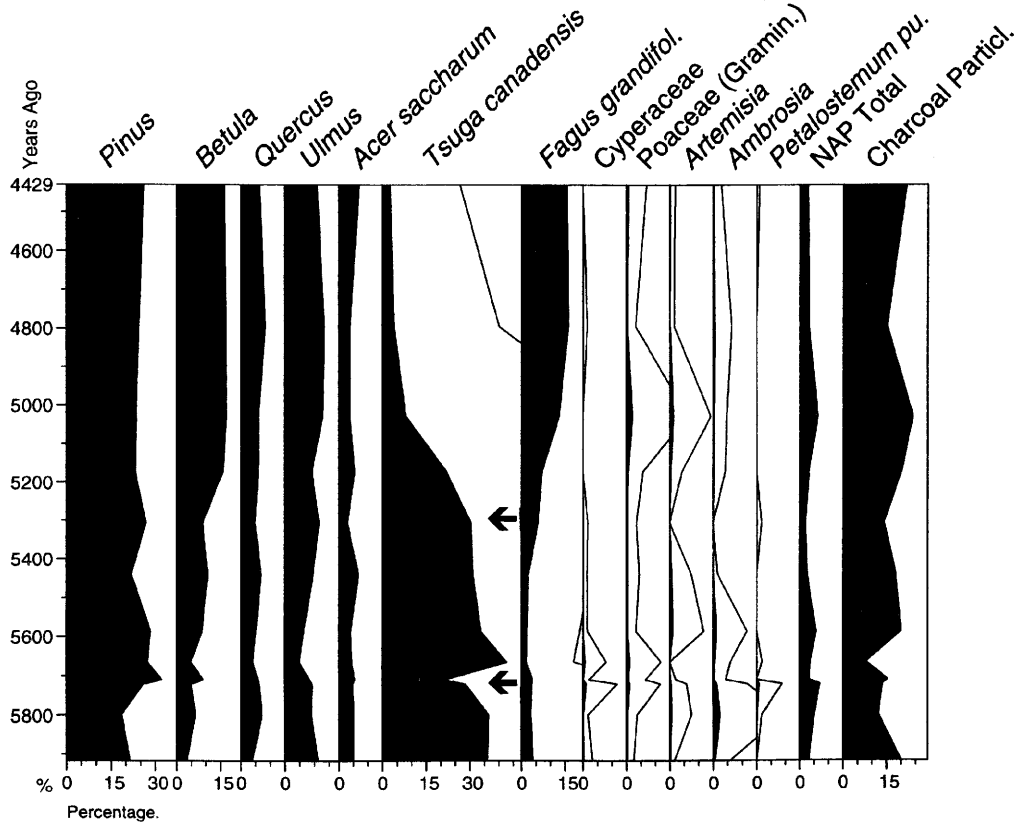 Years Ago
Pinus
Betula
Quercus
Ulmus
Acer saccharum
Tsuga canadensis
Fagus grandifol.
Cyperaceae
Poaceae (Gramin.)
Artemisia
Ambrosia
Petalostemum pu.
NAP Total
Charcoal Particl.
4429
4600
4800
5000
5200
5400
5600
5800
% 0 15 30 0 15 0 0 0 0 15 30 0 15 0 0 0 0 0 0 0 15
Percentage.